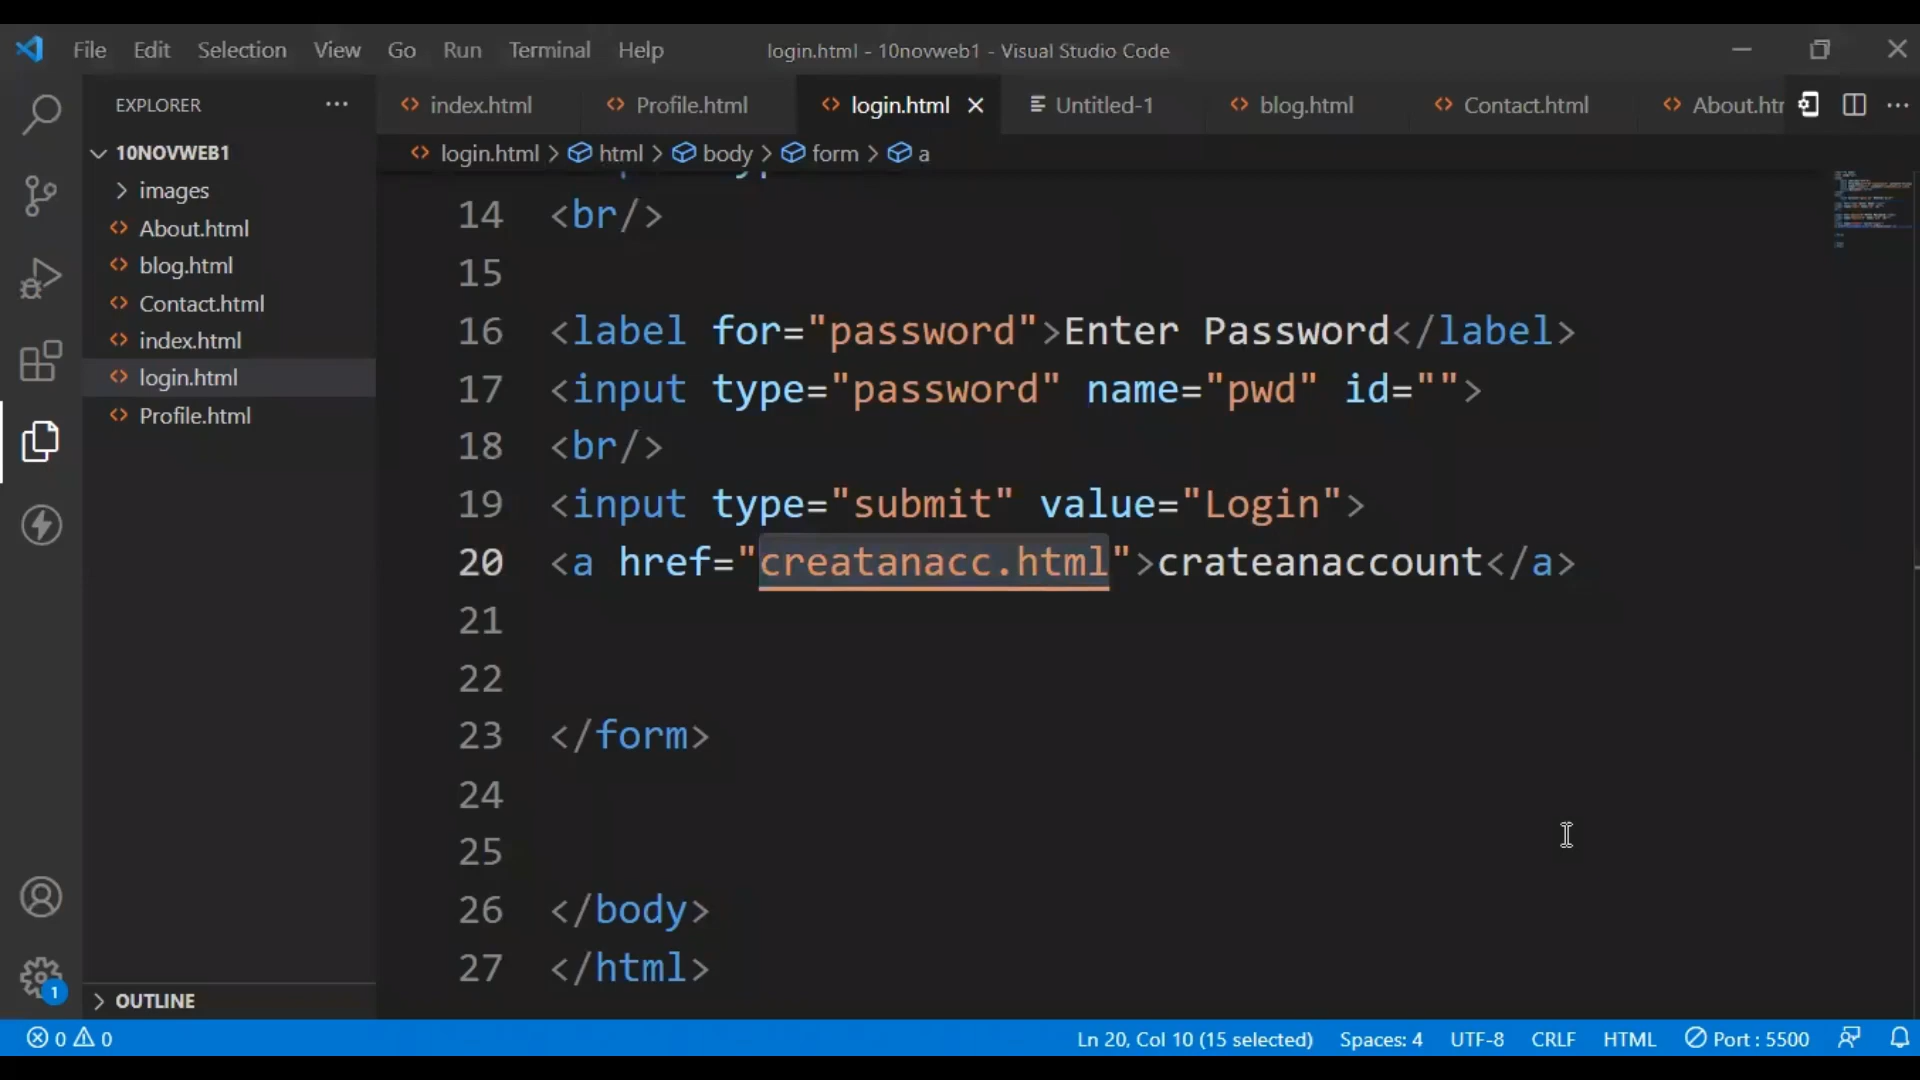 File Edit Selection View Go Run Terminal Help login.html - 10novweb1 - Visual Studio Code
EXPLORER ··· index.html Profile.html login.html Untitled-1 blog.html Contact.html About.htm ···
10NOVWEB1
login.html > html > body > form > a
images
About.html
blog.html
Contact.html
index.html
login.html
Profile.html
14 <br/>
15
16 <label for="password">Enter Password</label>
17 <input type="password" name="pwd" id="">
18 <br/>
19 <input type="submit" value="Login">
20 <a href="creatanacc.html">crateanaccount</a>
21
22
23 </form>
24
25
26 </body>
27 </html>
1
OUTLINE
0 0 Ln 20, Col 10 (15 selected) Spaces: 4 UTF-8 CRLF HTML Port : 5500